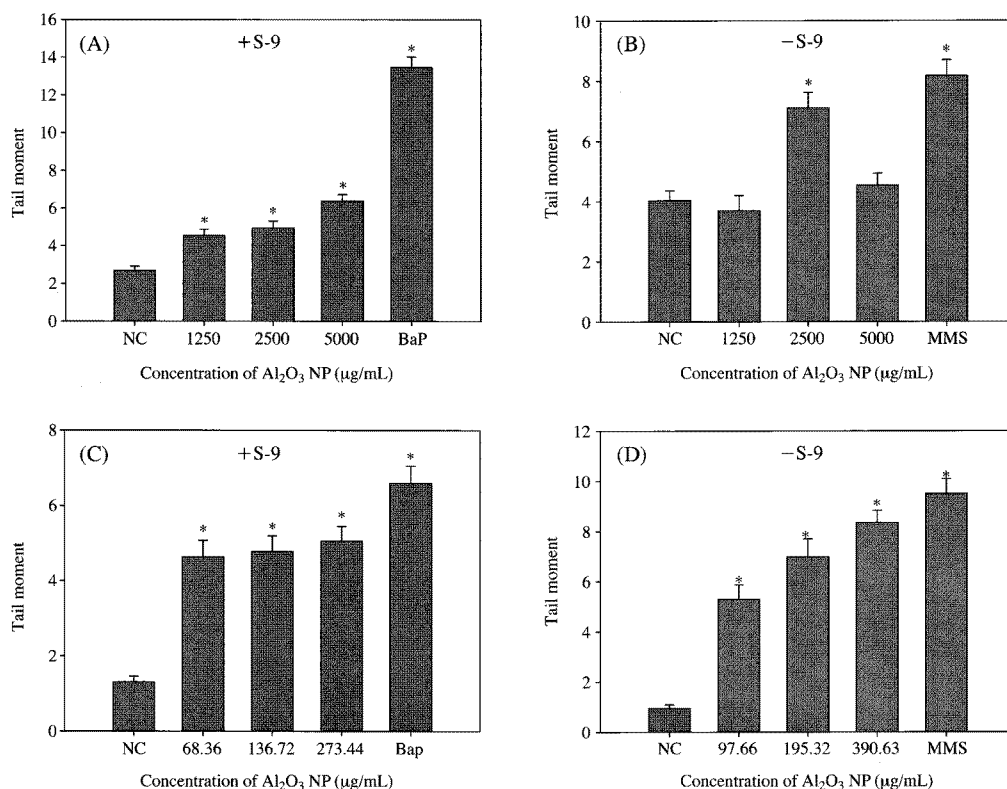 (A)
+S-9
16
14
12
10
8
6
4
2
0
Tail moment
*
*
*
*
NC 1250 2500 5000 BaP
Concentration of Al₂O₃ NP (μg/mL)
(B)
−S-9
10
8
6
4
2
0
Tail moment
*
*
NC 1250 2500 5000 MMS
Concentration of Al₂O₃ NP (μg/mL)
(C)
+S-9
8
6
4
2
0
Tail moment
*
*
*
*
NC 68.36 136.72 273.44 Bap
Concentration of Al₂O₃ NP (μg/mL)
(D)
−S-9
12
10
8
6
4
2
0
Tail moment
*
*
*
*
NC 97.66 195.32 390.63 MMS
Concentration of Al₂O₃ NP (μg/mL)